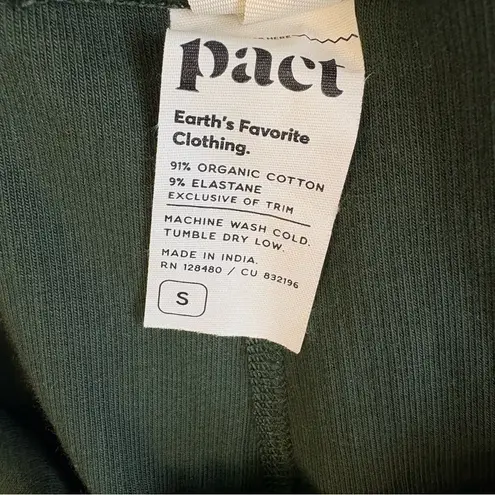 HERE
pact
Earth's Favorite
Clothing.
91% ORGANIC COTTON
9% ELASTANE
EXCLUSIVE OF TRIM
MACHINE WASH COLD.
TUMBLE DRY LOW.
MADE IN INDIA.
RN 128480 / CU 832196
S